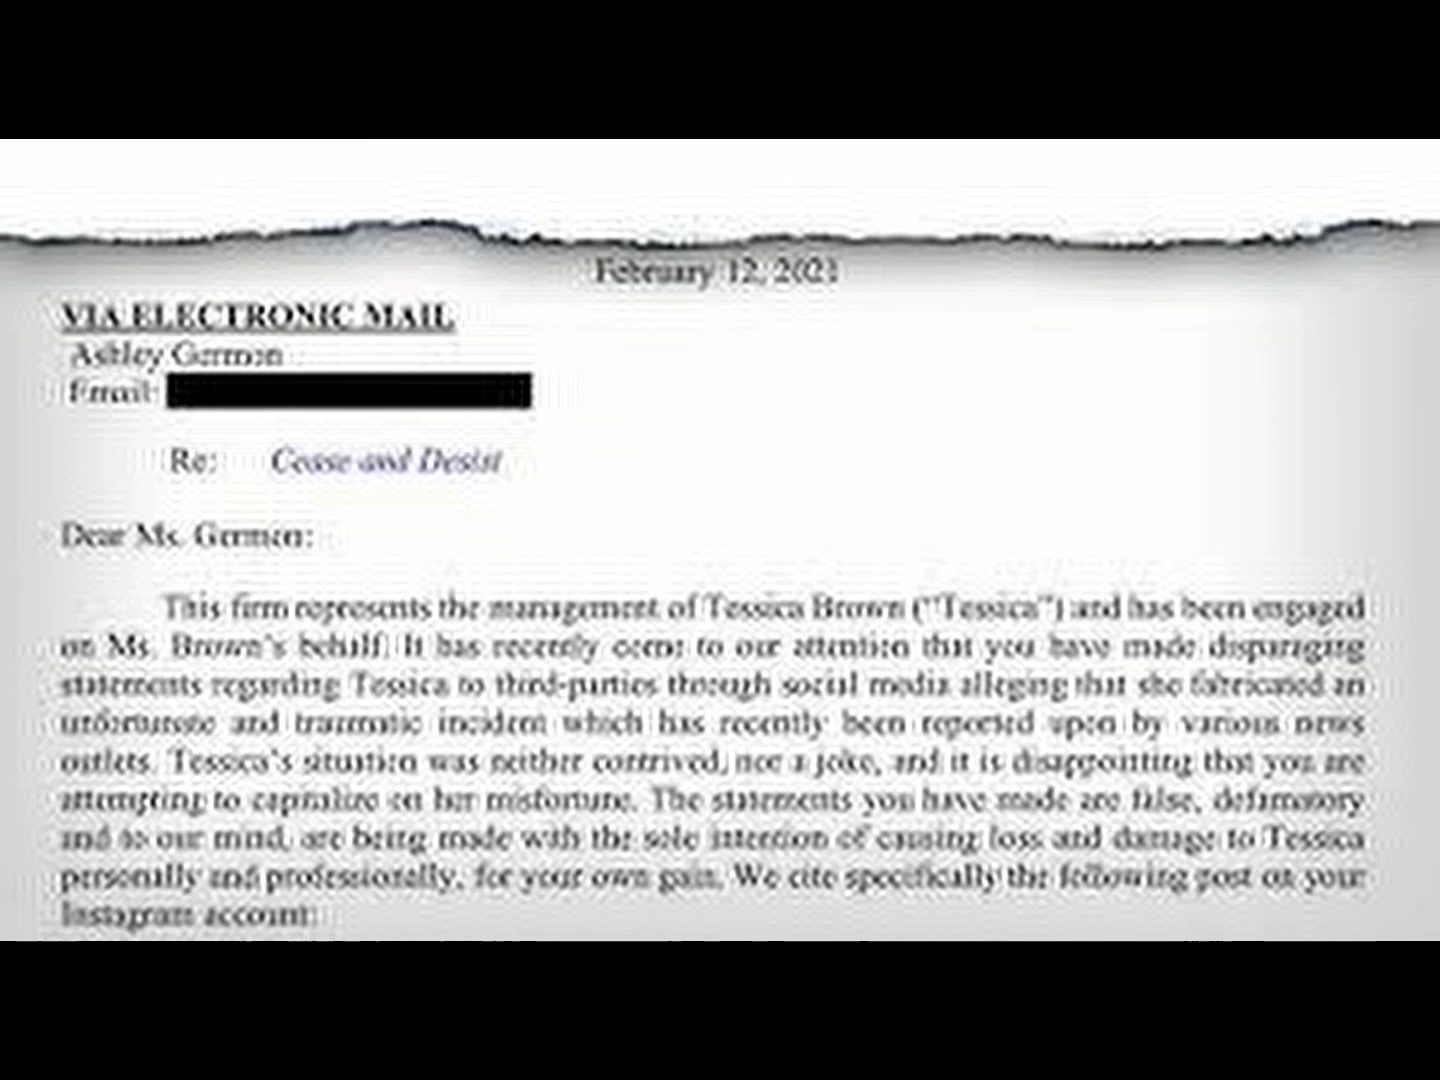 February 12, 2021
VIA ELECTRONIC MAIL
Ashley Germon
Email:
Re: Cease and Desist
Dear Ms. Germon:
This firm represents the management of Tessica Brown (“Tessica”) and has been engaged
on Ms. Brown’s behalf. It has recently come to our attention that you have made disparaging
statements regarding Tessica to third-parties through social media alleging that she fabricated an
unfortunate and traumatic incident which has recently been reported upon by various news
outlets. Tessica’s situation was neither contrived, nor a joke, and it is disappointing that you are
attempting to capitalize on her misfortune. The statements you have made are false, defamatory
and to our mind, are being made with the sole intention of causing loss and damage to Tessica
personally and professionally, for your own gain. We cite specifically the following post on your
Instagram account: